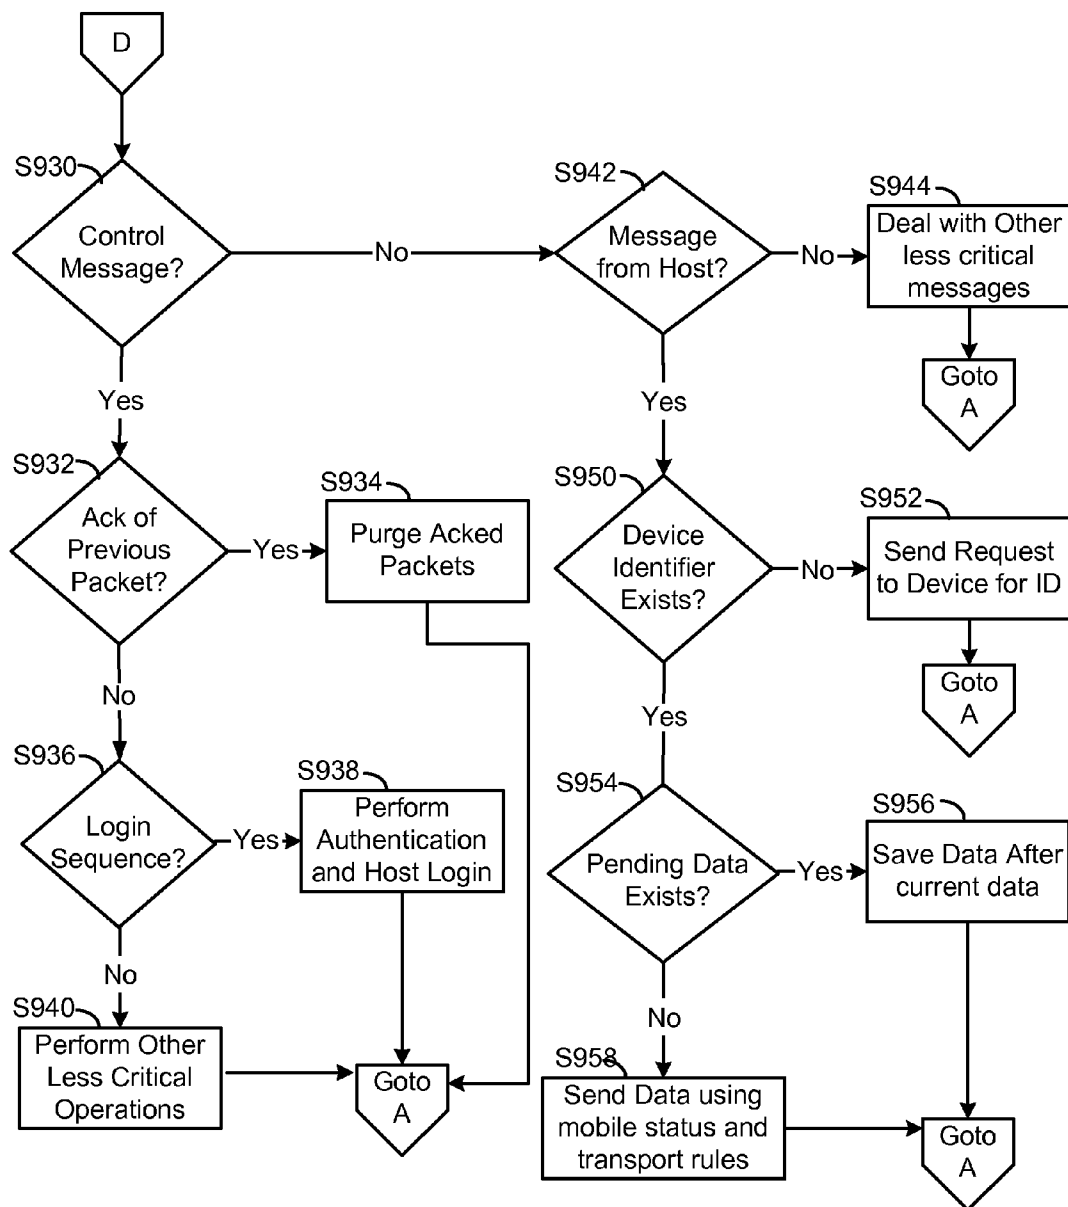 D
S930
Control
Message?
No
S942
Message
from Host?
No
S944
Deal with Other
less critical
messages
Goto
A
Yes
Yes
S932
Ack of
Previous
Packet?
Yes
S934
Purge Acked
Packets
S950
Device
Identifier
Exists?
No
S952
Send Request
to Device for ID
Goto
A
No
Yes
S936
Login
Sequence?
Yes
S938
Perform
Authentication
and Host Login
S954
Pending Data
Exists?
Yes
S956
Save Data After
current data
No
No
S940
Perform Other
Less Critical
Operations
Goto
A
S958
Send Data using
mobile status and
transport rules
Goto
A